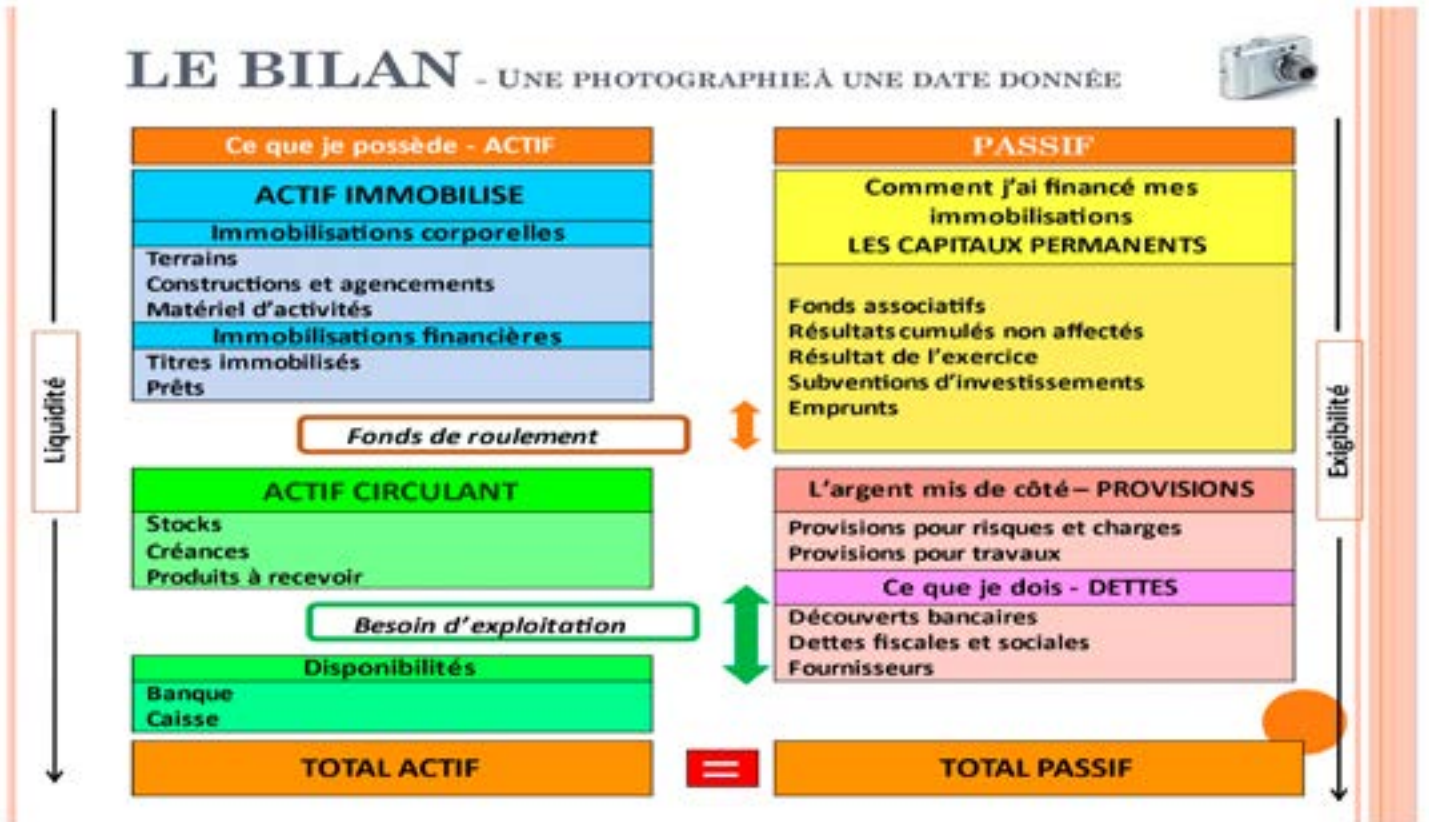 LE BILAN - UNE PHOTOGRAPHIE À UNE DATE DONNÉE
Liquidité
Ce que je possède - ACTIF
ACTIF IMMOBILISE
Immobilisations corporelles
Terrains
Constructions et agencements
Matériel d'activités
Immobilisations financières
Titres immobilisés
Prêts
Fonds de roulement
ACTIF CIRCULANT
Stocks
Créances
Produits à recevoir
Besoin d'exploitation
Disponibilités
Banque
Caisse
TOTAL ACTIF
=
PASSIF
Comment j'ai financé mes
immobilisations
LES CAPITAUX PERMANENTS
Fonds associatifs
Résultats cumulés non affectés
Résultat de l'exercice
Subventions d'investissements
Emprunts
L'argent mis de côté – PROVISIONS
Provisions pour risques et charges
Provisions pour travaux
Ce que je dois - DETTES
Découverts bancaires
Dettes fiscales et sociales
Fournisseurs
TOTAL PASSIF
Exigibilité